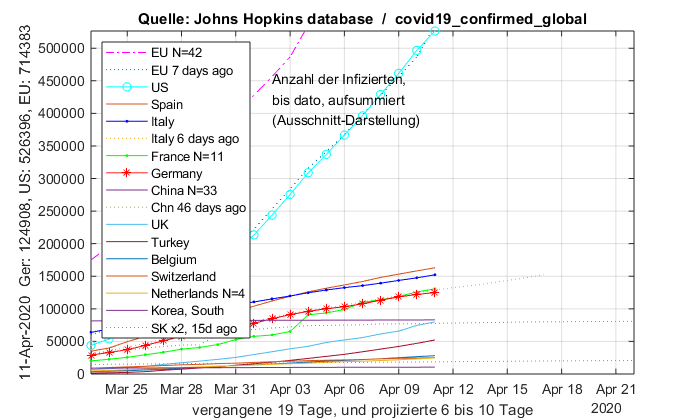 Quelle: Johns Hopkins database / covid19_confirmed_global
11-Apr-2020 Ger: 124908, US: 526396, EU: 714383
500000
450000
400000
350000
300000
250000
200000
150000
100000
50000
0
EU N=42
EU 7 days ago
US
Spain
Italy
Italy 6 days ago
France N=11
Germany
China N=33
Chn 46 days ago
UK
Turkey
Belgium
Switzerland
Netherlands N=4
Korea, South
SK x2, 15d ago
Anzahl der Infizierten,
bis dato, aufsummiert
(Ausschnitt-Darstellung)
Mar 25 Mar 28 Mar 31 Apr 03 Apr 06 Apr 09 Apr 12 Apr 15 Apr 18 Apr 21
2020
vergangene 19 Tage, und projizierte 6 bis 10 Tage